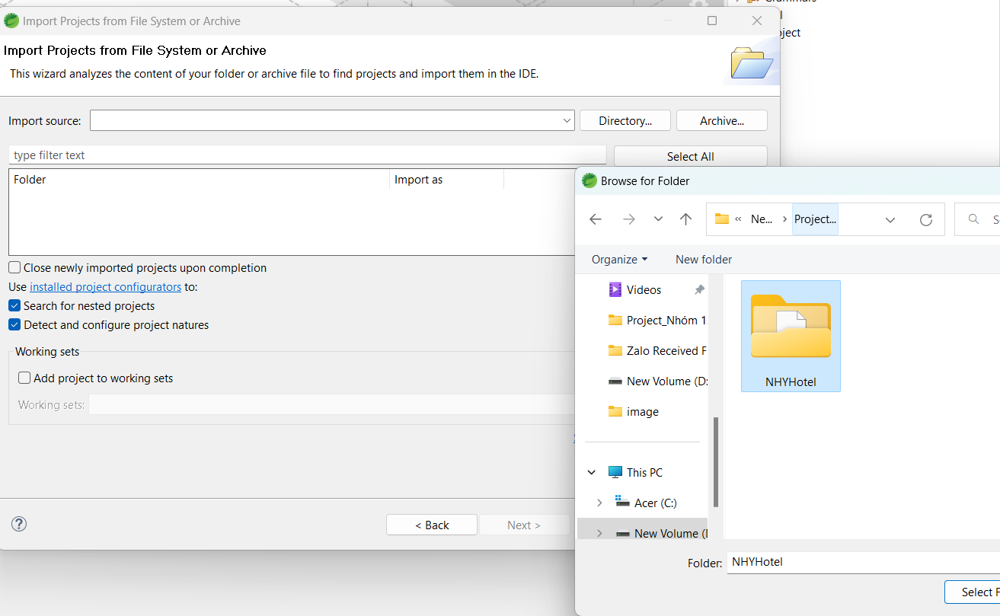 Import Projects from File System or Archive
Import Projects from File System or Archive
This wizard analyzes the content of your folder or archive file to find projects and import them in the IDE.
ject
Import source:
Directory...
Archive...
type filter text
Select All
Folder
Import as
Close newly imported projects upon completion
Use installed project configurators to:
Search for nested projects
Detect and configure project natures
Working sets
Add project to working sets
Working sets:
< Back
Next >
Browse for Folder
« Ne... > Project...
Organize
New folder
Videos
Project_Nhóm 1
Zalo Received F
New Volume (D:
image
This PC
Acer (C:)
New Volume (
NHYHotel
Folder: NHYHotel
Select F